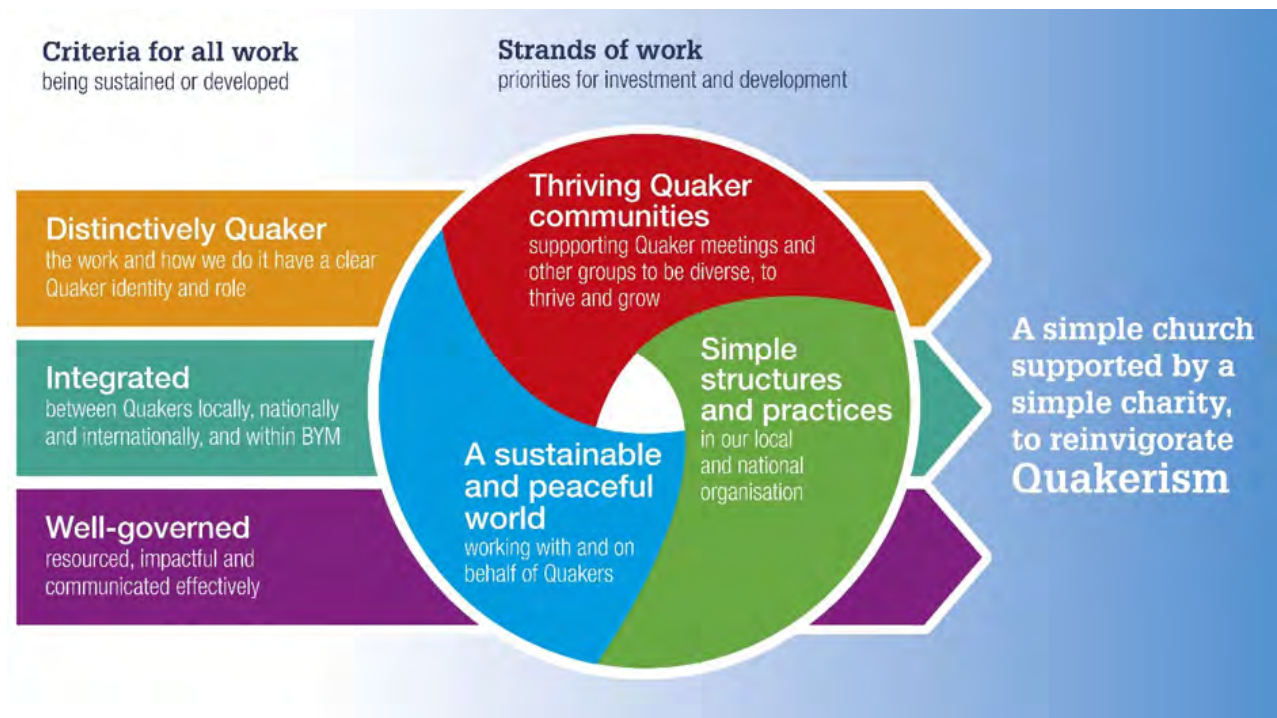 Criteria for all work
being sustained or developed
Strands of work
priorities for investment and development
Distinctively Quaker
the work and how we do it have a clear
Quaker identity and role
Integrated
between Quakers locally, nationally
and internationally, and within BYM
Well-governed
resourced, impactful and
communicated effectively
Thriving Quaker
communities
suppporting Quaker meetings and
other groups to be diverse, to
thrive and grow
Simple
structures
and practices
in our local
and national
organisation
A sustainable
and peaceful
world
working with and on
behalf of Quakers
A simple church
supported by a
simple charity,
to reinvigorate
Quakerism